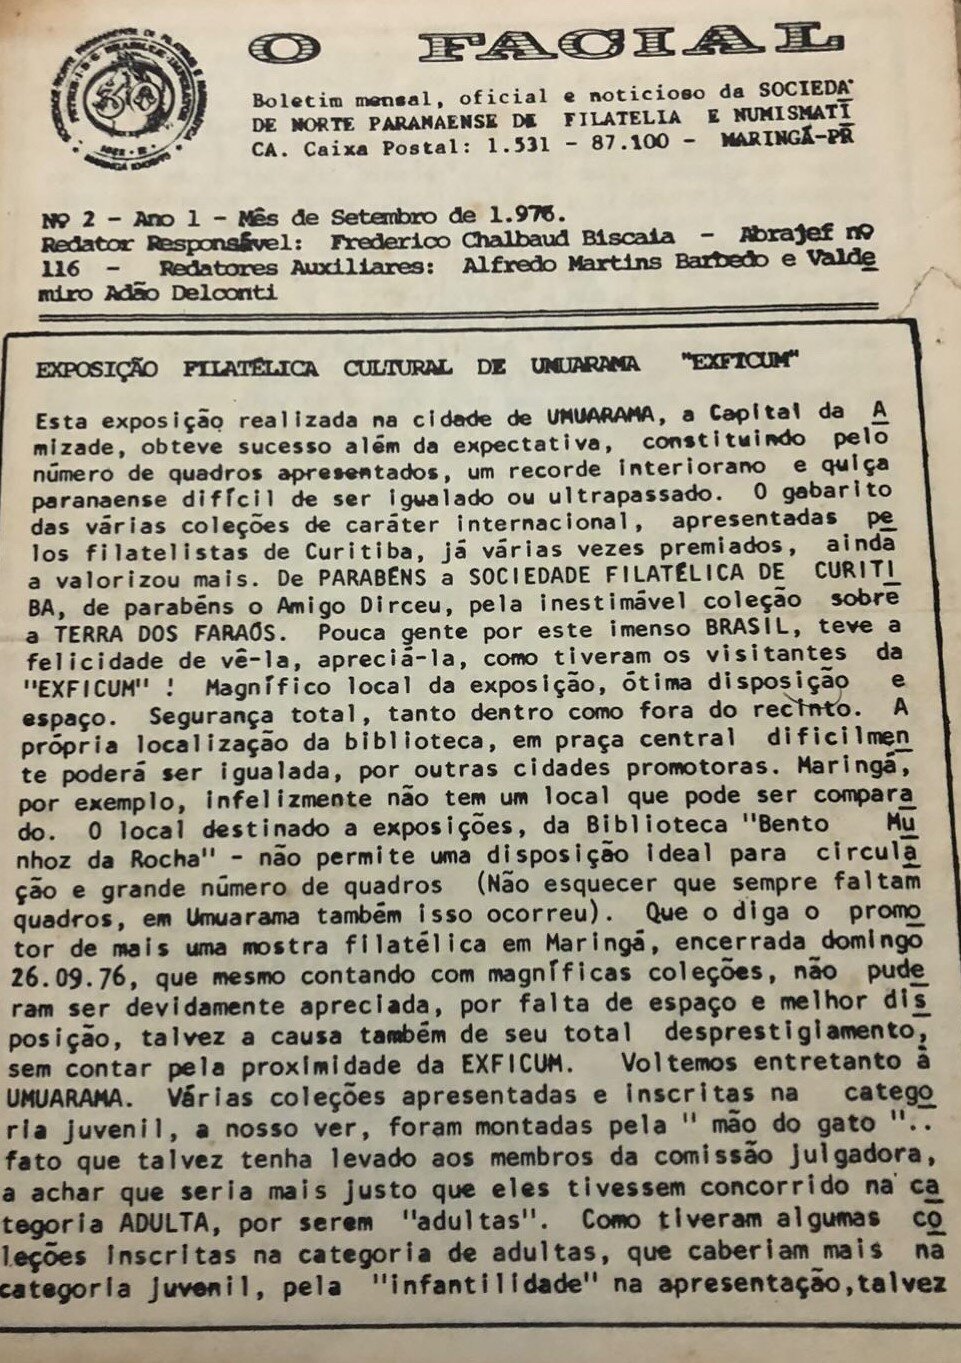 O FACIAL
Boletim mensal, oficial e noticioso da SOCIEDA
DE NORTE PARANAENSE DE FILATELIA E NUMISMATI
CA. Caixa Postal: 1.531 - 87.100 - MARINGÁ-PR
Nº 2 - Ano 1 - Mês de Setembro de 1.976.
Redator Responsável: Frederico Chalbaud Biscaia - Abrajef nº
116 - Redatores Auxiliares: Alfredo Martins Barbedo e Valde
miro Adão Delconti
EXPOSIÇÃO FILATÉLICA CULTURAL DE UMUARAMA "EXFICUM"
Esta exposição realizada na cidade de UMUARAMA, a Capital da A
mizade, obteve sucesso além da expectativa, constituindo pelo
número de quadros apresentados, um recorde interiorano e quiça
paranaense difícil de ser igualado ou ultrapassado. O gabarito
das várias coleções de caráter internacional, apresentadas pe
los filatelistas de Curitiba, já várias vezes premiados, ainda
a valorizou mais. De PARABÉNS a SOCIEDADE FILATÉLICA DE CURITI
BA, de parabéns o Amigo Dirceu, pela inestimável coleção sobre
a TERRA DOS FARAÓS. Pouca gente por este imenso BRASIL, teve a
felicidade de vê-la, apreciá-la, como tiveram os visitantes da
"EXFICUM" ! Magnífico local da exposição, ótima disposição e
espaço. Segurança total, tanto dentro como fora do recinto. A
própria localização da biblioteca, em praça central dificilmen
te poderá ser igualada, por outras cidades promotoras. Maringá,
por exemplo, infelizmente não tem um local que pode ser compara
do. O local destinado a exposições, da Biblioteca "Bento Mu
nhoz da Rocha" - não permite uma disposição ideal para circula
ção e grande número de quadros (Não esquecer que sempre faltam
quadros, em Umuarama também isso ocorreu). Que o diga o promo
tor de mais uma mostra filatélica em Maringá, encerrada domingo
26.09.76, que mesmo contando com magníficas coleções, não pude
ram ser devidamente apreciada, por falta de espaço e melhor dis
posição, talvez a causa também de seu total desprestigiamento,
sem contar pela proximidade da EXFICUM. Voltemos entretanto à
UMUARAMA. Várias coleções apresentadas e inscritas na catego
ria juvenil, a nosso ver, foram montadas pela " mão do gato "..
fato que talvez tenha levado aos membros da comissão julgadora,
a achar que seria mais justo que eles tivessem concorrido na ca
tegoria ADULTA, por serem "adultas". Como tiveram algumas co
leções inscritas na categoria de adultas, que caberiam mais na
categoria juvenil, pela "infantilidade" na apresentação,talvez